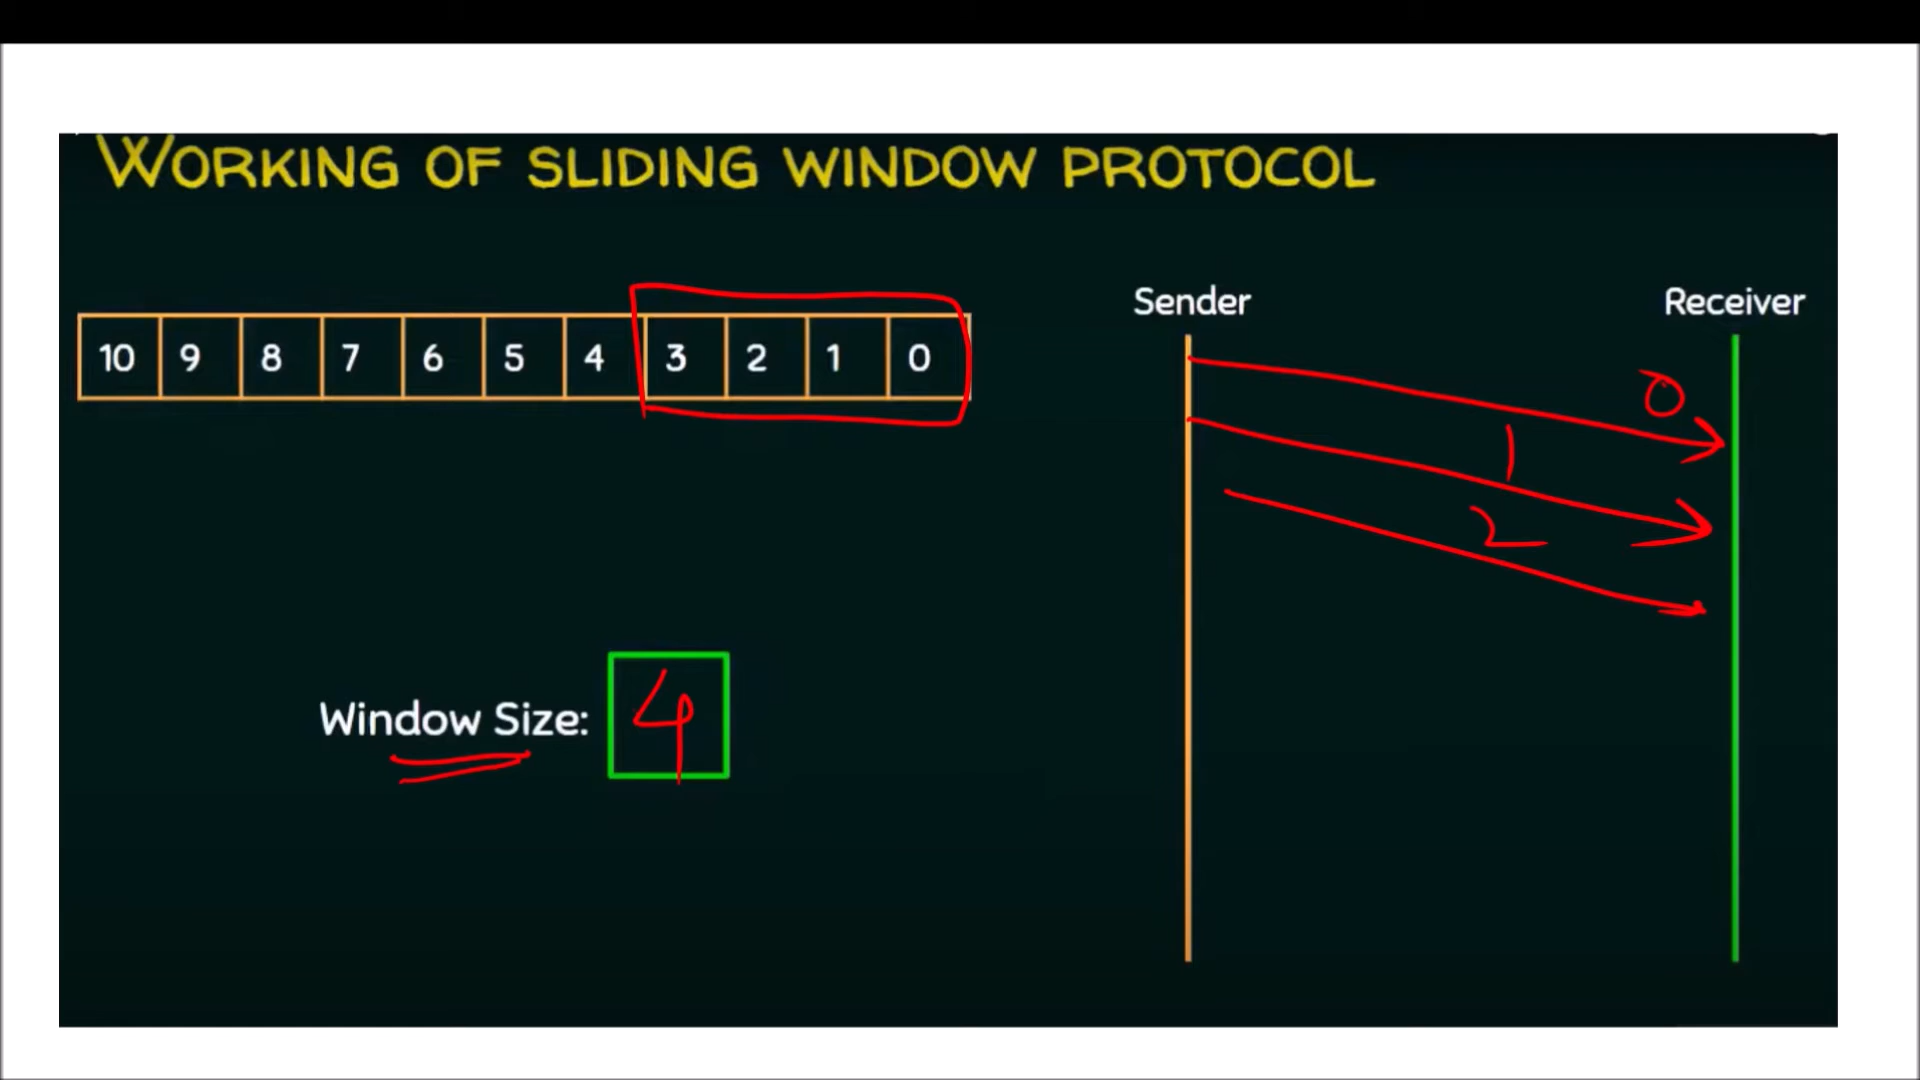 WORKING OF SLIDING WINDOW PROTOCOL
Sender Receiver
10 9 8 7 6 5 4 3 2 1 0
0
1
2
Window Size: 4